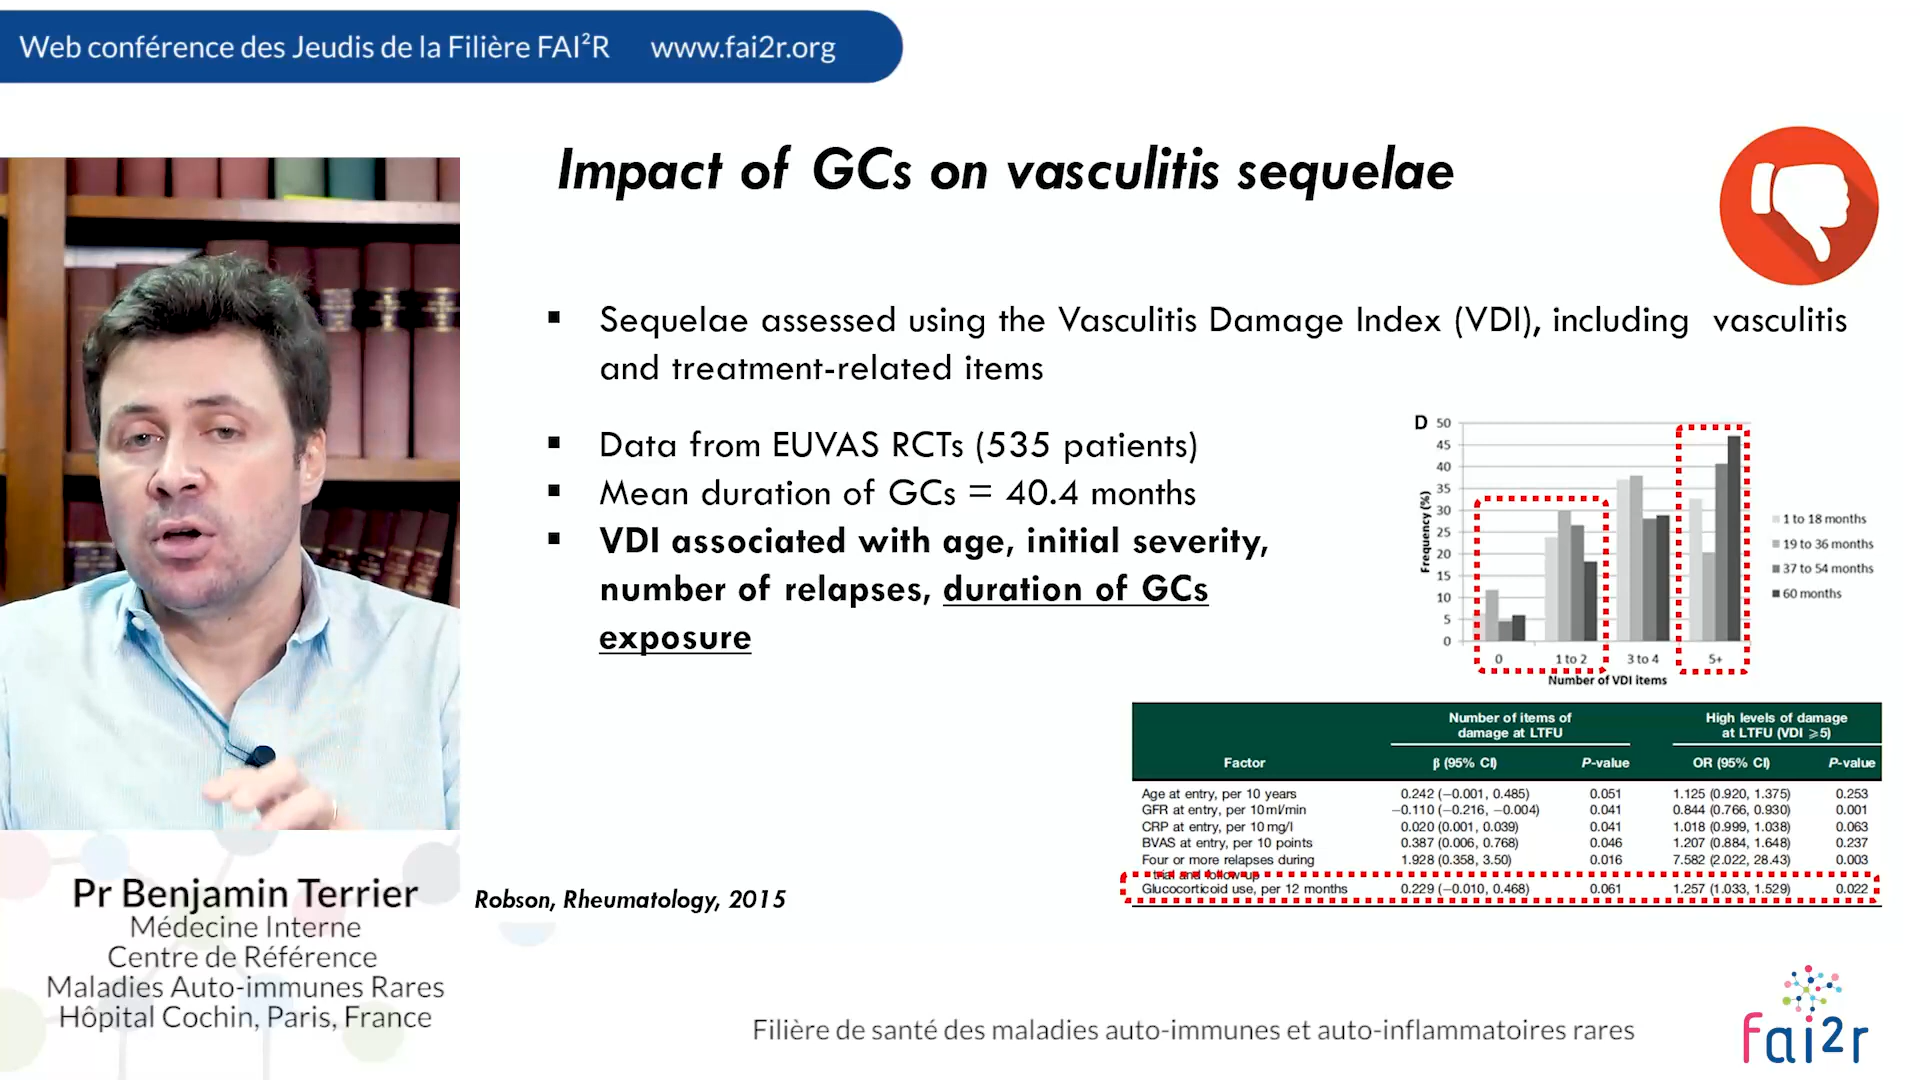 Web conférence des Jeudis de la Filière FAI²R www.fai2r.org
Impact of GCs on vasculitis sequelae
▪ Sequelae assessed using the Vasculitis Damage Index (VDI), including vasculitis
and treatment-related items
▪ Data from EUVAS RCTs (535 patients)
▪ Mean duration of GCs = 40.4 months
▪ VDI associated with age, initial severity,
number of relapses, duration of GCs
exposure
D
50
45
40
35
30
25
20
15
10
5
0
Frequency (%)
0 1 to 2 3 to 4 5+
Number of VDI items
1 to 18 months
19 to 36 months
37 to 54 months
60 months
Number of items of
damage at LTFU
High levels of damage
at LTFU (VDI ⩾5)
Factor β (95% CI) P-value OR (95% CI) P-value
Age at entry, per 10 years 0.242 (−0.001, 0.485) 0.051 1.125 (0.920, 1.375) 0.253
GFR at entry, per 10 ml/min −0.110 (−0.216, −0.004) 0.041 0.844 (0.766, 0.930) 0.001
CRP at entry, per 10 mg/l 0.020 (0.001, 0.039) 0.041 1.018 (0.999, 1.038) 0.063
BVAS at entry, per 10 points 0.387 (0.006, 0.768) 0.046 1.207 (0.884, 1.648) 0.237
Four or more relapses during 1.928 (0.358, 3.50) 0.016 7.582 (2.022, 28.43) 0.003
trial and follow-up
Glucocorticoid use, per 12 months 0.229 (−0.010, 0.468) 0.061 1.257 (1.033, 1.529) 0.022
Robson, Rheumatology, 2015
Pr Benjamin Terrier
Médecine Interne
Centre de Référence
Maladies Auto-immunes Rares
Hôpital Cochin, Paris, France
Filière de santé des maladies auto-immunes et auto-inflammatoires rares
fai2r